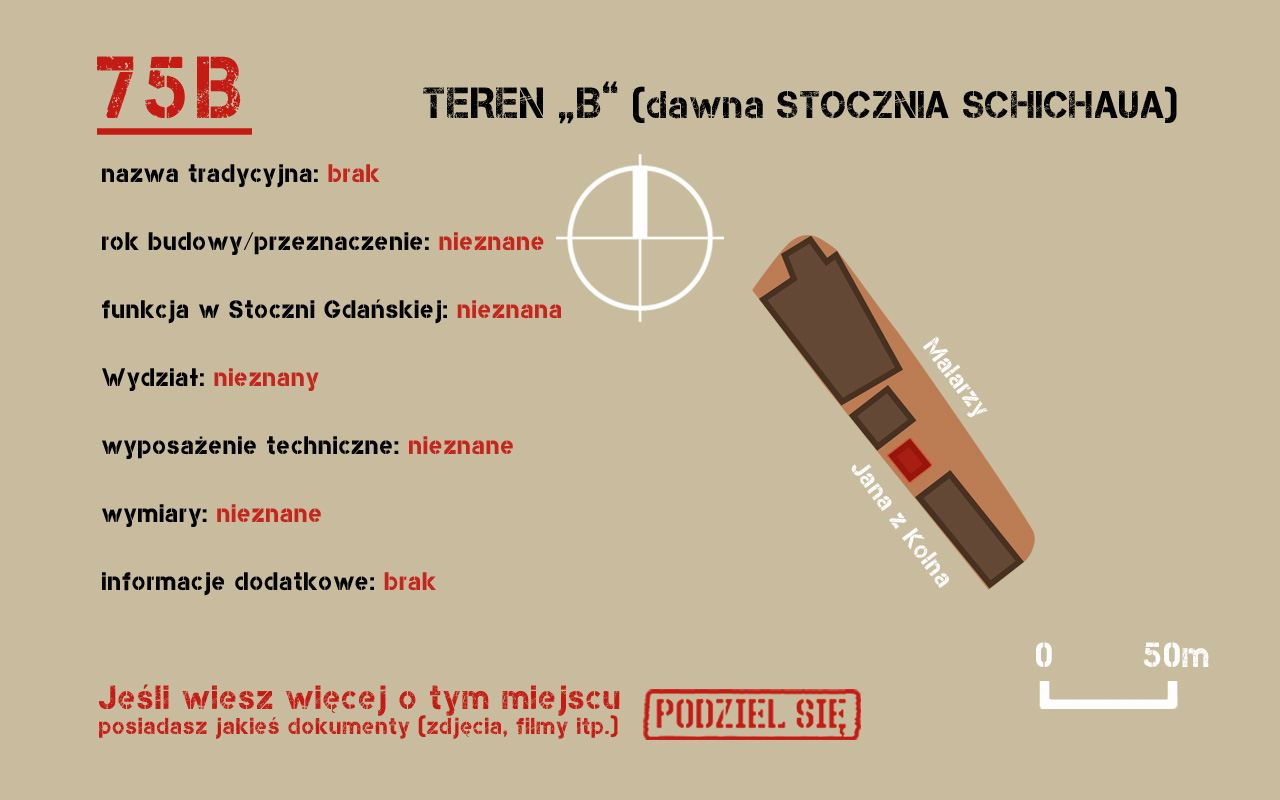 75B
TEREN „B“ (dawna STOCZNIA SCHICHAUA)
nazwa tradycyjna: brak
rok budowy/przeznaczenie: nieznane
funkcja w Stoczni Gdańskiej: nieznana
Wydział: nieznany
wyposażenie techniczne: nieznane
wymiary: nieznane
informacje dodatkowe: brak
Malarzy
Jana z Kolna
0 50m
Jeśli wiesz więcej o tym miejscu
posiadasz jakieś dokumenty (zdjęcia, filmy itp.)
PODZIEL SIĘ